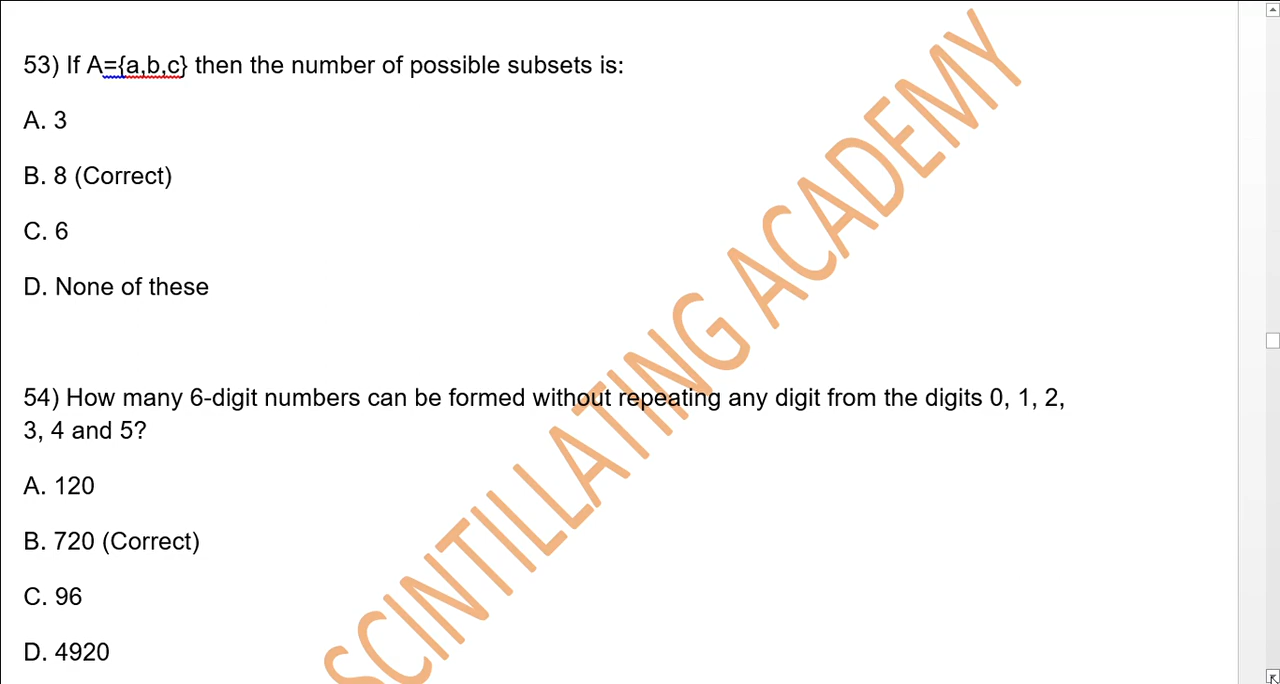 53) If A={a,b,c} then the number of possible subsets is:
A. 3
B. 8 (Correct)
C. 6
D. None of these
54) How many 6-digit numbers can be formed without repeating any digit from the digits 0, 1, 2,
3, 4 and 5?
A. 120
B. 720 (Correct)
C. 96
D. 4920
SCINTILLATING ACADEMY